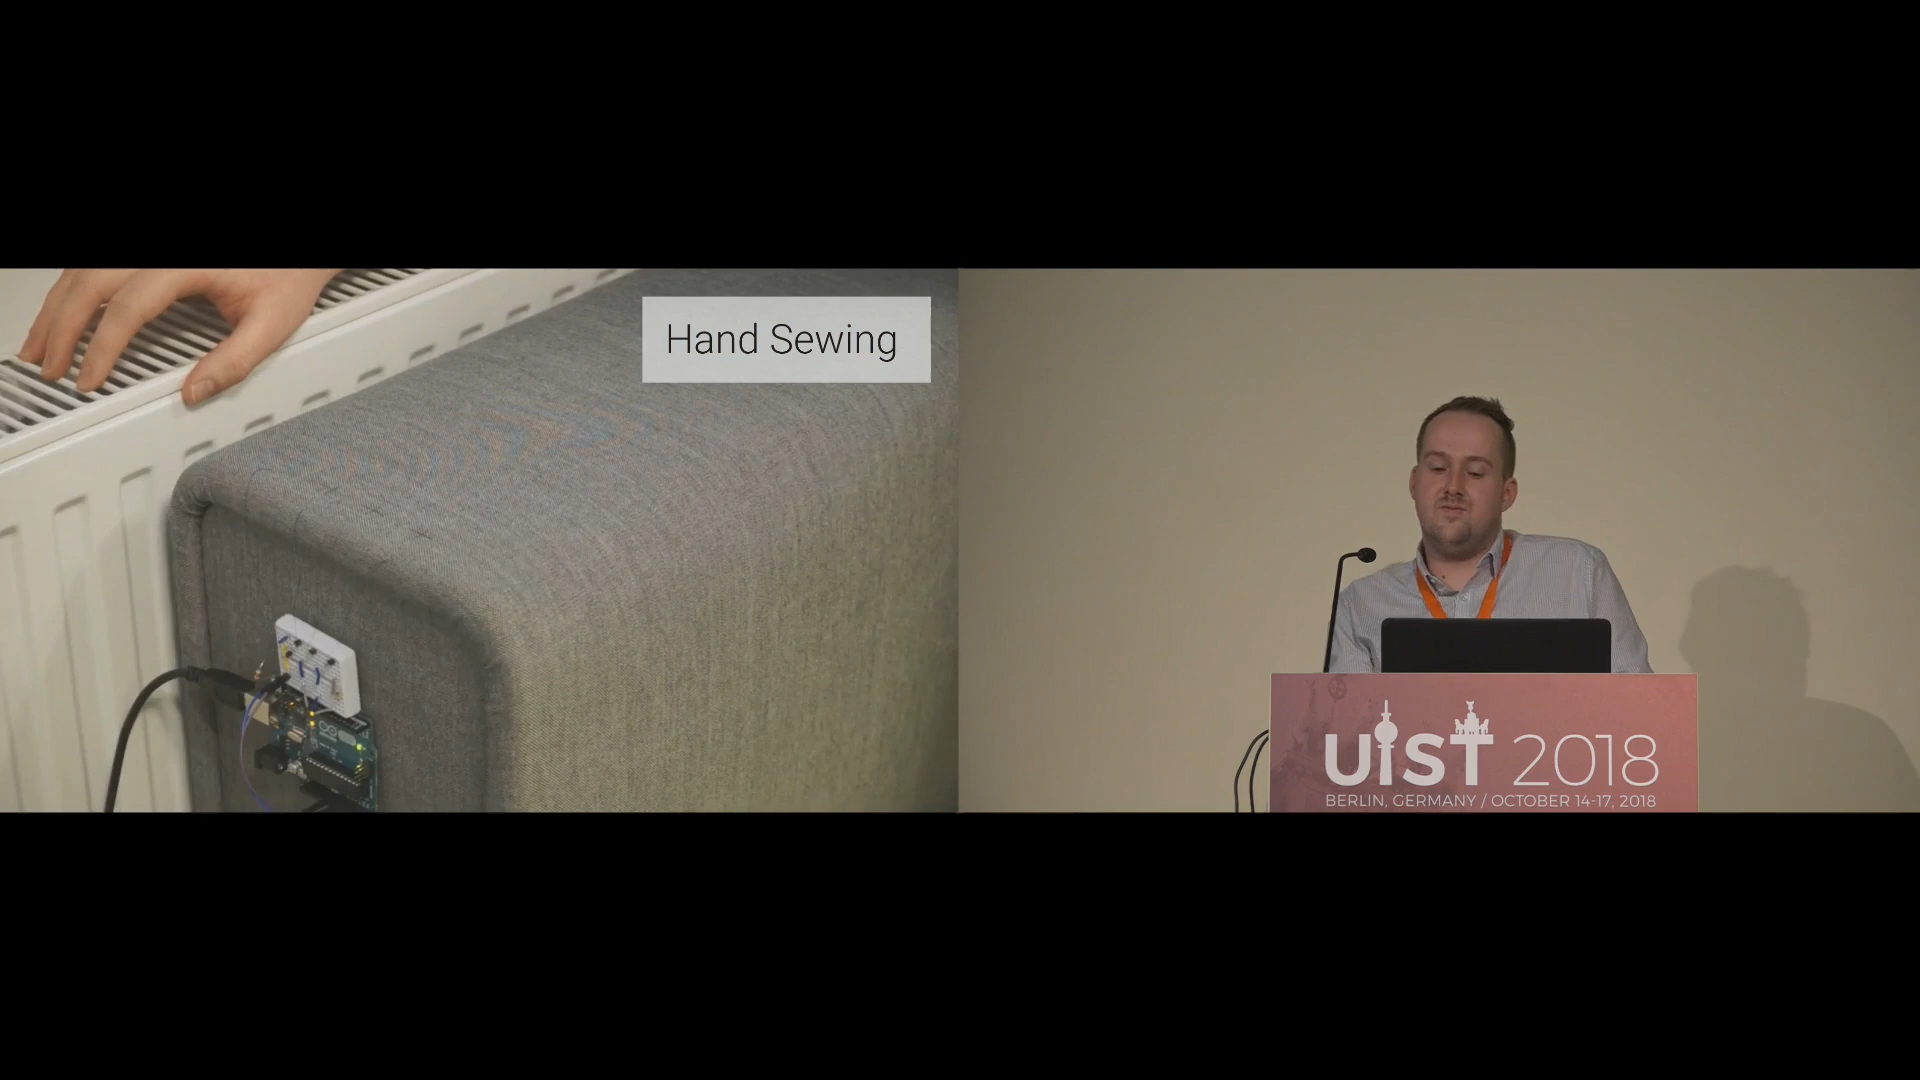 Hand Sewing
UIST 2018
BERLIN, GERMANY / OCTOBER 14-17, 2018